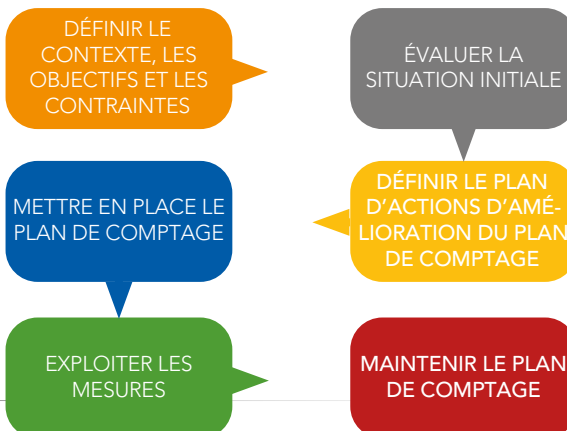 DÉFINIR LE
CONTEXTE, LES
OBJECTIFS ET LES
CONTRAINTES
ÉVALUER LA
SITUATION INITIALE
DÉFINIR LE PLAN
D’ACTIONS D’AMÉ-
LIORATION DU PLAN
DE COMPTAGE
METTRE EN PLACE LE
PLAN DE COMPTAGE
EXPLOITER LES
MESURES
MAINTENIR LE PLAN
DE COMPTAGE